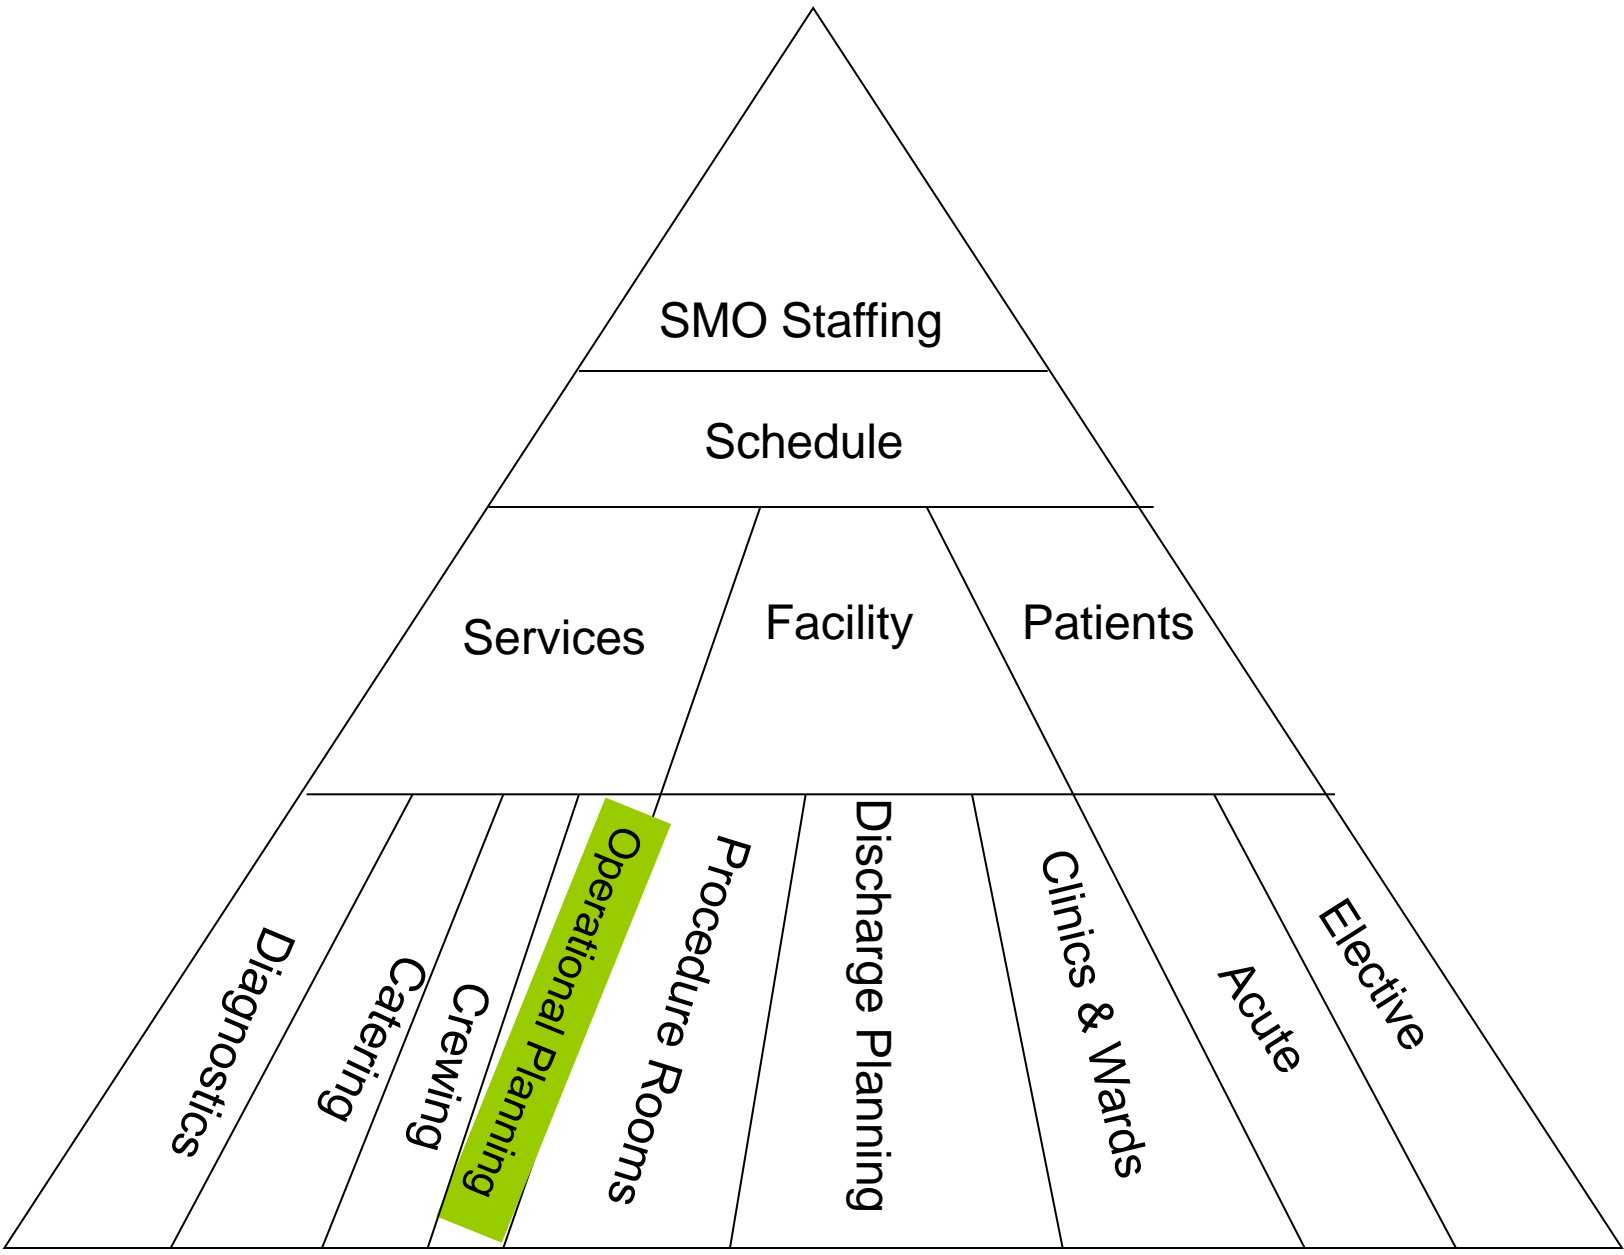 SMO Staffing
Schedule
Services
Facility
Patients
Diagnostics
Catering
Crewing
Operational Planning
Procedure Rooms
Discharge Planning
Clinics & Wards
Acute
Elective